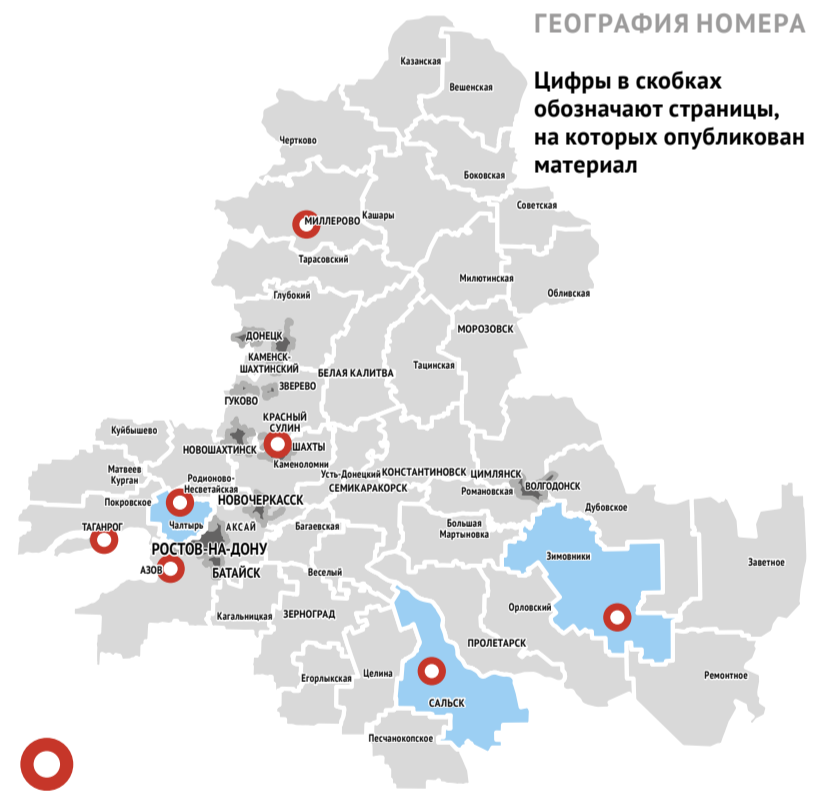 ГЕОГРАФИЯ НОМЕРА
Цифры в скобках
обозначают страницы,
на которых опубликован
материал
Казанская
Вешенская
Чертково
Боковская
Советская
МИЛЛЕРОВО
Кашары
Тарасовский
Милютинская
Обливская
Глубокий
МОРОЗОВСК
ДОНЕЦК
КАМЕНСК-
ШАХТИНСКИЙ
БЕЛАЯ КАЛИТВА
Тацинская
ЗВЕРЕВО
ГУКОВО
КРАСНЫЙ
СУЛИН
Куйбышево
НОВОШАХТИНСК
ШАХТЫ
Каменоломни
Матвеев
Курган
Родионово-
Несветайская
Усть-Донецкий
КОНСТАНТИНОВСК
ЦИМЛЯНСК
СЕМИКАРАКОРСК
Романовская
ВОЛГОДОНСК
Покровское
НОВОЧЕРКАССК
Дубовское
ТАГАНРОГ
Чалтырь
АКСАЙ
Багаевская
Большая
Мартыновка
РОСТОВ-НА-ДОНУ
Зимовники
Заветное
АЗОВ
БАТАЙСК
Веселый
Кагальницкая
ЗЕРНОГРАД
Орловский
ПРОЛЕТАРСК
Егорлыкская
Целина
Ремонтное
САЛЬСК
Песчанокопское